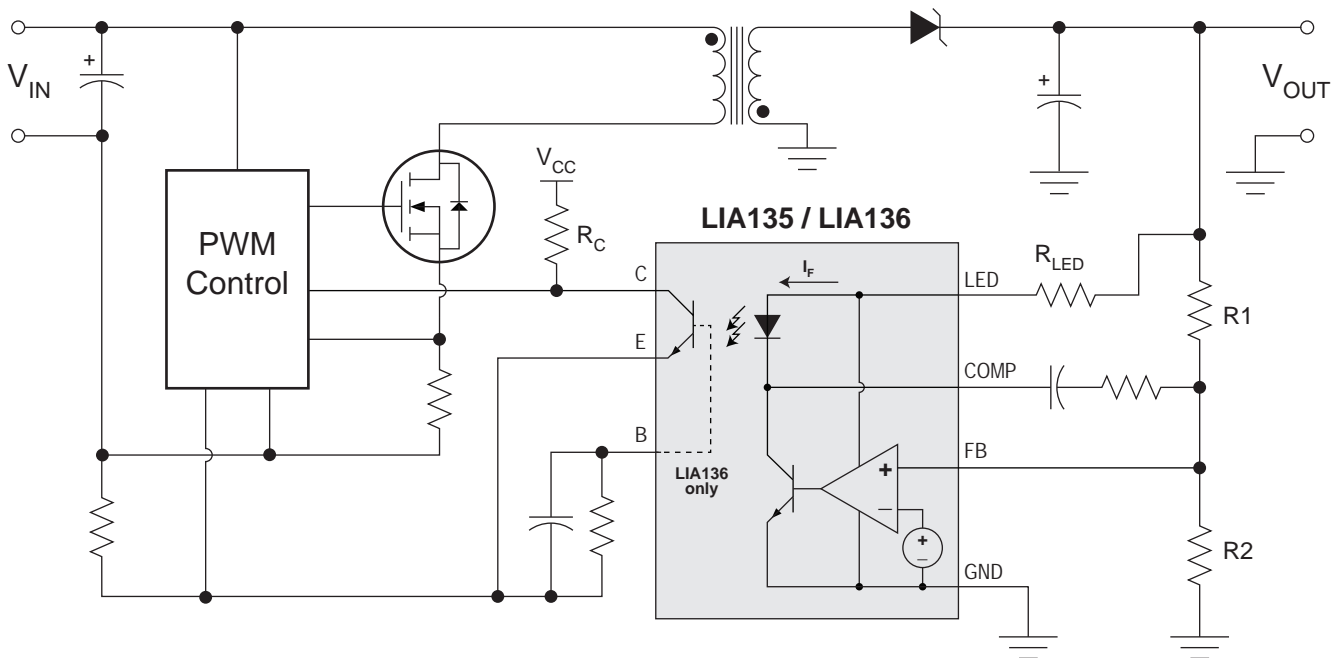 +
V_IN
+
V_OUT
V_CC
R_C
PWM
Control
LIA135 / LIA136
I_F
C
LED
R_LED
R1
E
COMP
B
LIA136
only
FB
+
–
+
–
GND
R2